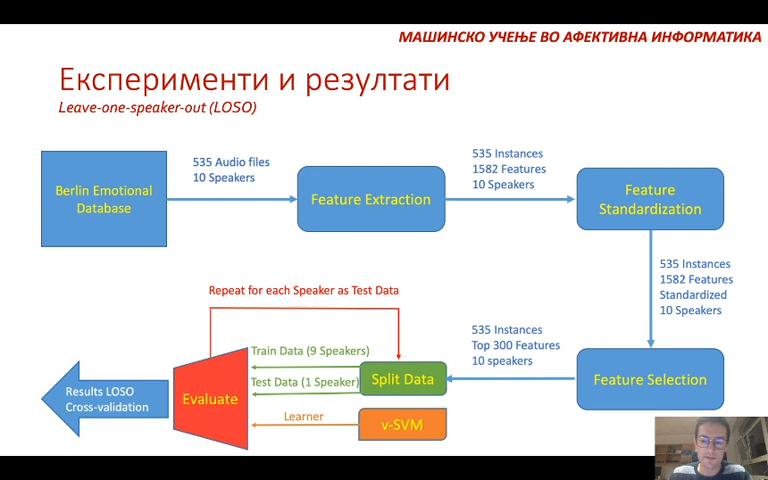 МАШИНСКО УЧЕЊЕ ВО АФЕКТИВНА ИНФОРМАТИКА
Експерименти и резултати
Leave-one-speaker-out (LOSO)
Berlin Emotional
Database
535 Audio files
10 Speakers
Feature Extraction
535 Instances
1582 Features
10 Speakers
Feature
Standardization
535 Instances
1582 Features
Standardized
10 Speakers
Feature Selection
535 Instances
Top 300 Features
10 speakers
Repeat for each Speaker as Test Data
Train Data (9 Speakers)
Test Data (1 Speaker)
Split Data
Learner
v-SVM
Evaluate
Results LOSO
Cross-validation